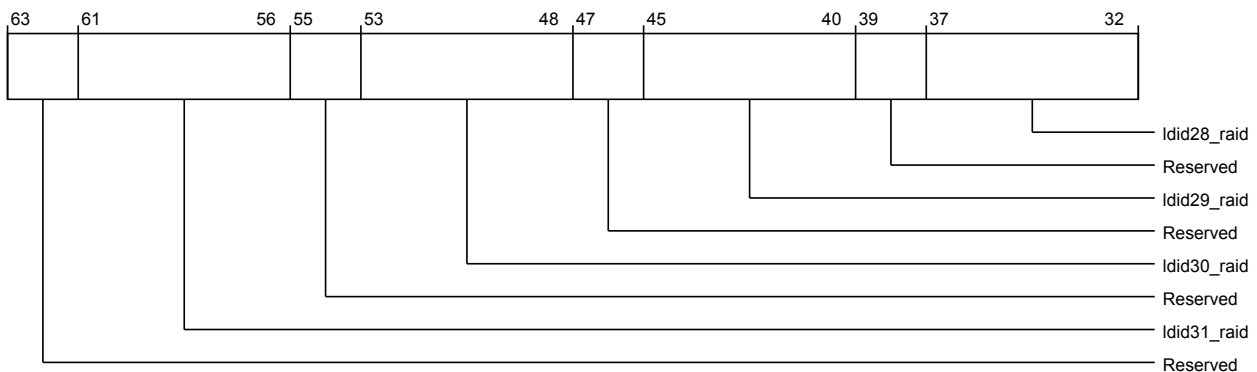 63 61 56 55 53 48 47 45 40 39 37 32
ldid28_raid
Reserved
ldid29_raid
Reserved
ldid30_raid
Reserved
ldid31_raid
Reserved